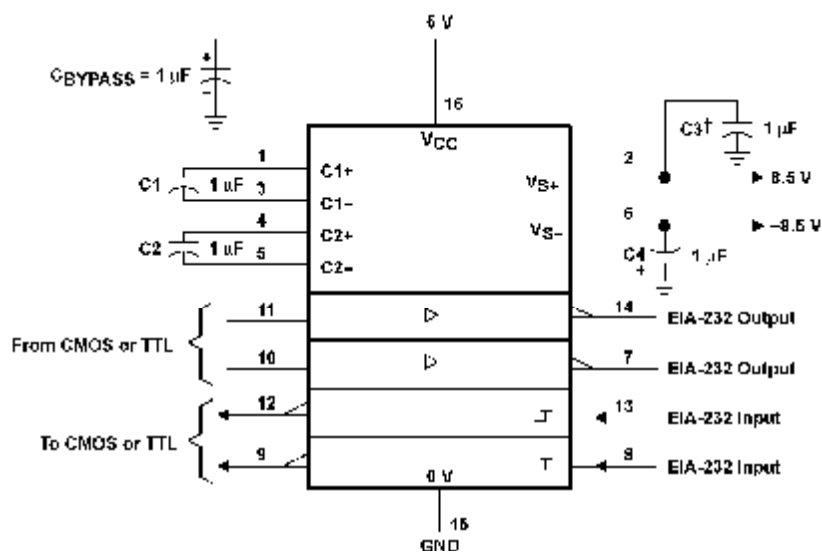 5 V
CBYPASS = 1 µF
+
–
16
VCC
C3† 1 µF
1
C1+
2
C1 1 µF
VS+
8.5 V
3
C1–
4
C2+
6
VS–
–8.5 V
C2 1 µF
5
C2–
C4 1 µF
+
11
14
EIA-232 Output
From CMOS or TTL
10
7
EIA-232 Output
12
13
EIA-232 Input
To CMOS or TTL
9
8
EIA-232 Input
0 V
15
GND